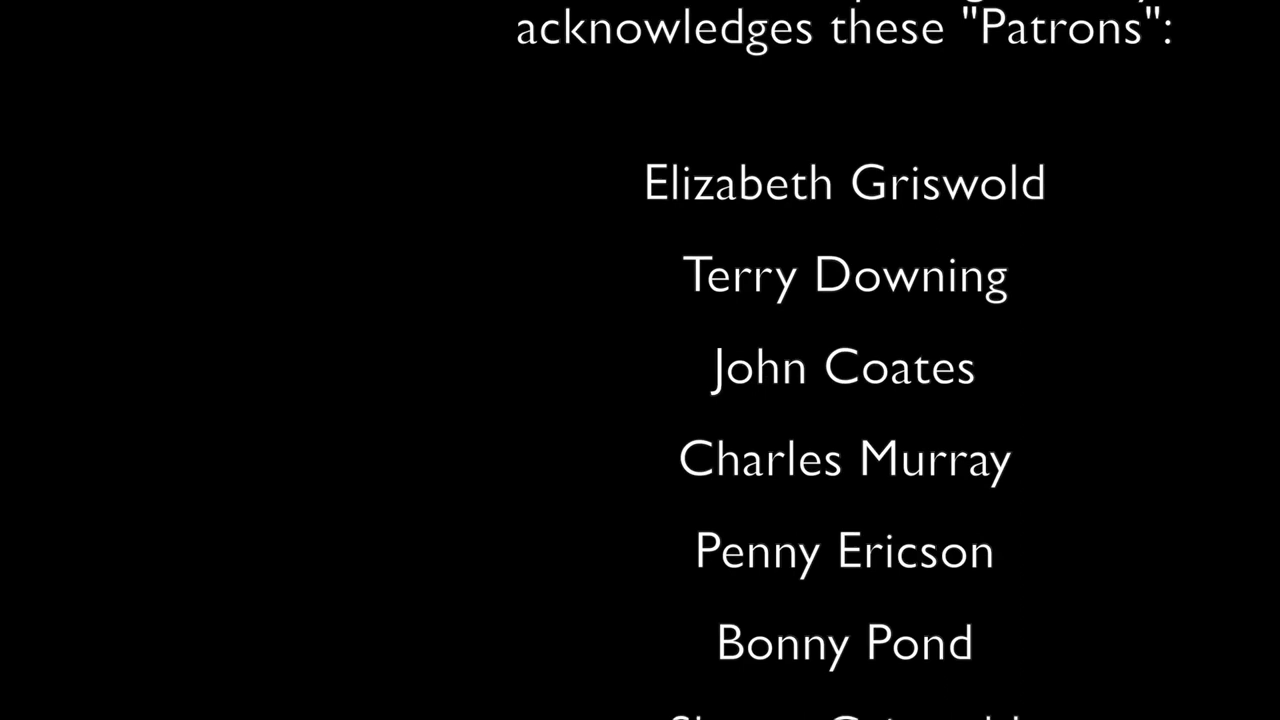 acknowledges these "Patrons":
Elizabeth Griswold
Terry Downing
John Coates
Charles Murray
Penny Ericson
Bonny Pond